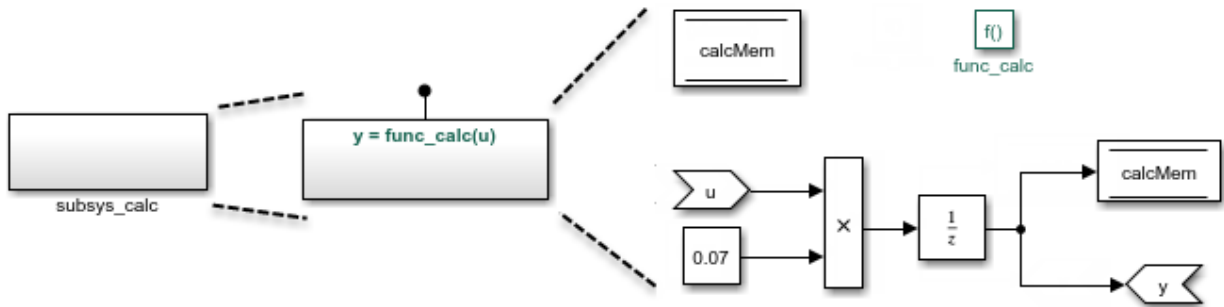 subsys_calc
y = func_calc(u)
calcMem
f()
func_calc
u
0.07
×
1
z
calcMem
y